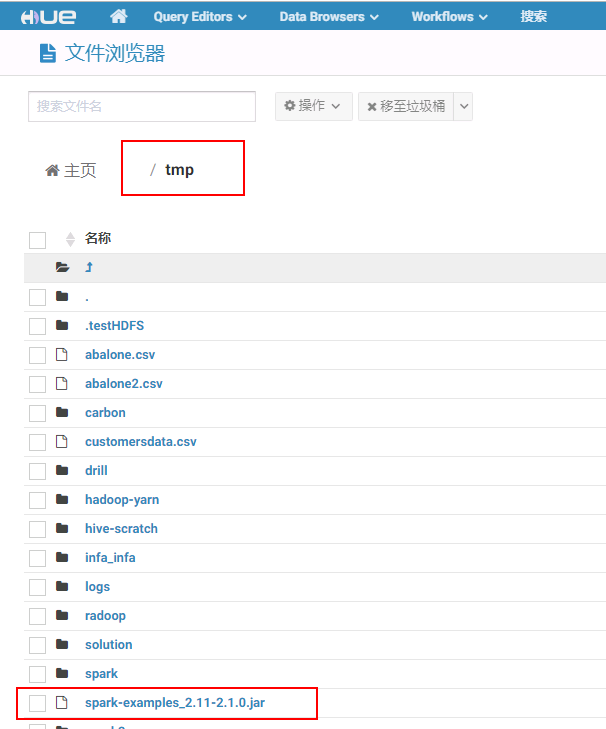 HUE Query Editors Data Browsers Workflows 搜索
文件浏览器
搜索文件名 操作 移至垃圾桶
主页 / tmp
名称
.
.testHDFS
abalone.csv
abalone2.csv
carbon
customersdata.csv
drill
hadoop-yarn
hive-scratch
infa_infa
logs
radoop
solution
spark
spark-examples_2.11-2.1.0.jar